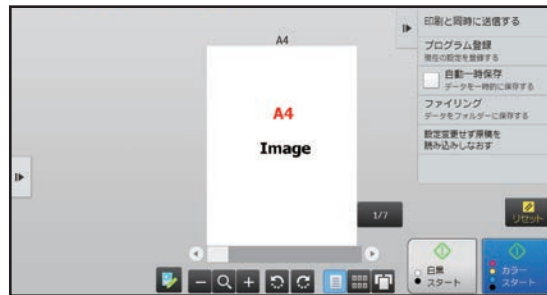 A4
A4
Image
1/7
印刷と同時に送信する
プログラム登録
現在の設定を登録する
自動一時保存
データを一時的に保存する
ファイリング
データをフォルダーに保存する
設定変更せず原稿を
読み込みしなおす
リセット
白黒
スタート
カラー
スタート